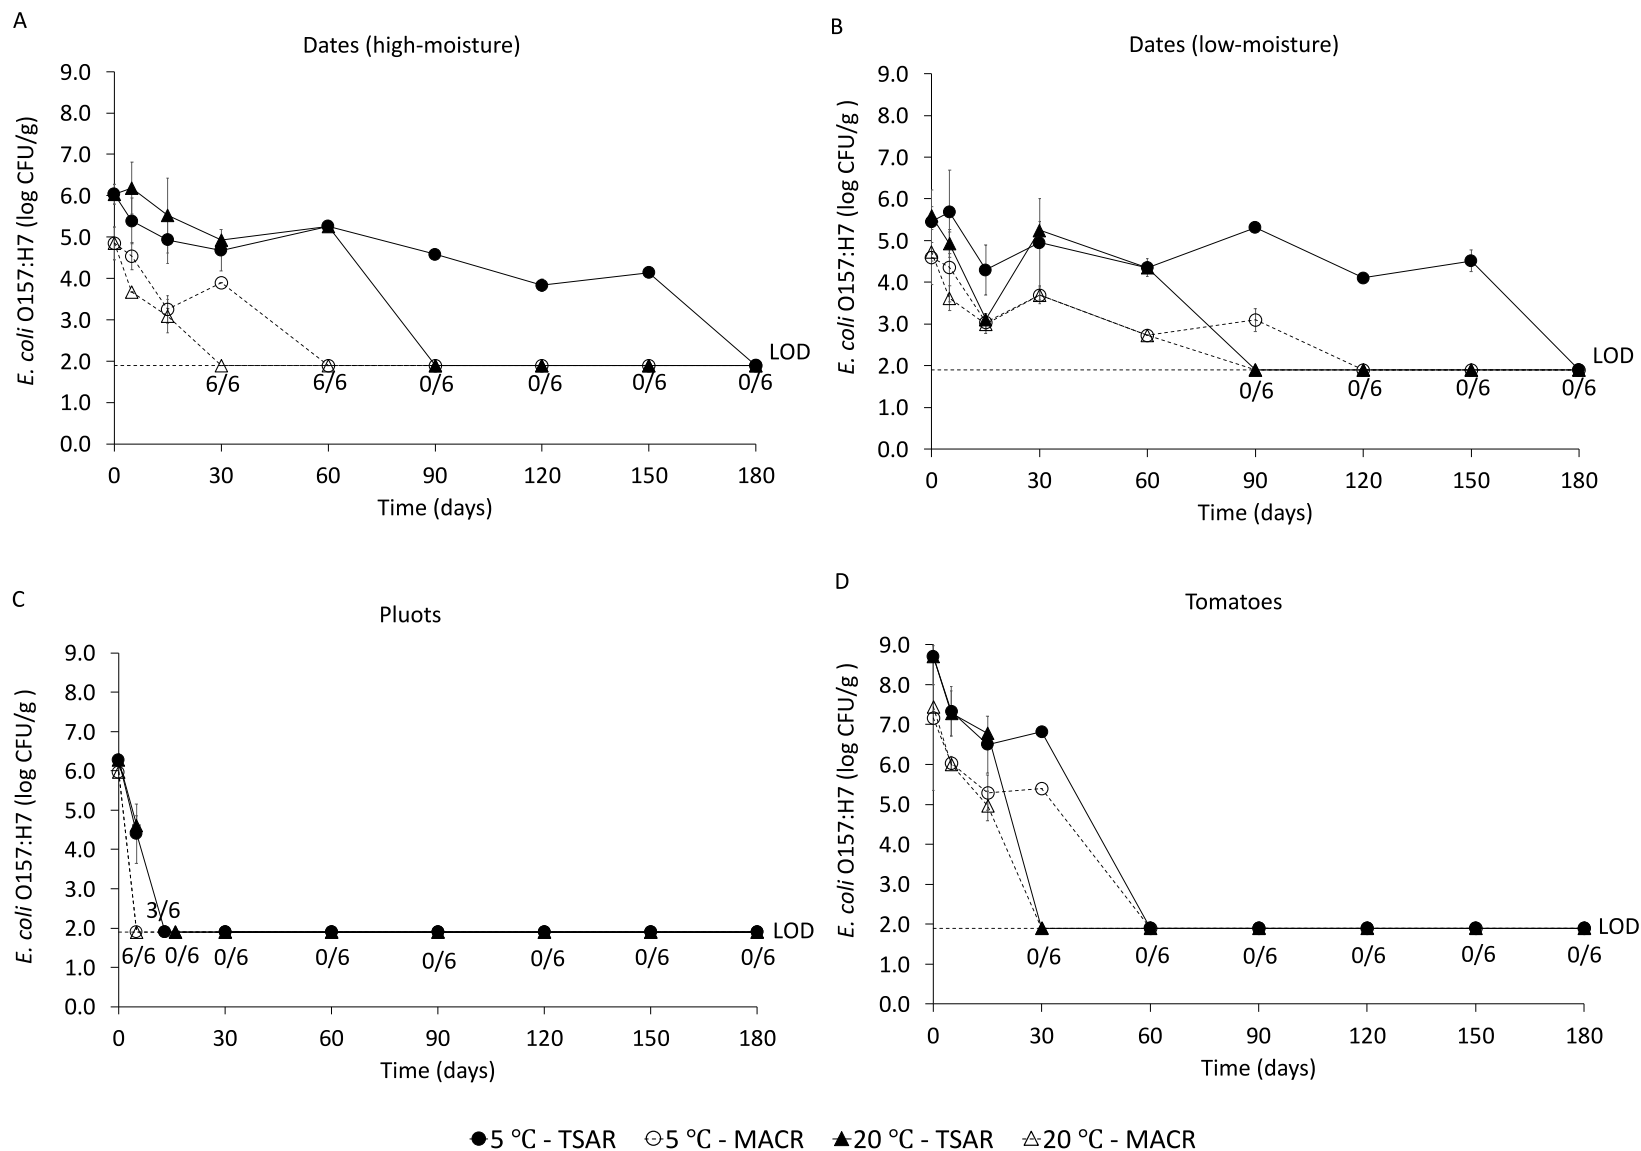 A
Dates (high-moisture)
E. coli O157:H7 (log CFU/g)
9.0
8.0
7.0
6.0
5.0
4.0
3.0
2.0
1.0
0.0
LOD
6/6 6/6 0/6 0/6 0/6 0/6
0 30 60 90 120 150 180
Time (days)
B
Dates (low-moisture)
E. coli O157:H7 (log CFU/g )
9.0
8.0
7.0
6.0
5.0
4.0
3.0
2.0
1.0
0.0
LOD
0/6 0/6 0/6 0/6
0 30 60 90 120 150 180
Time (days)
C
Pluots
E. coli O157:H7 (log CFU/g )
9.0
8.0
7.0
6.0
5.0
4.0
3.0
2.0
1.0
0.0
3/6
LOD
6/6 0/6 0/6 0/6 0/6 0/6 0/6 0/6
0 30 60 90 120 150 180
Time (days)
D
Tomatoes
E. coli O157:H7 (log CFU/g )
9.0
8.0
7.0
6.0
5.0
4.0
3.0
2.0
1.0
0.0
LOD
0/6 0/6 0/6 0/6 0/6 0/6
0 30 60 90 120 150 180
Time (days)
5 °C - TSAR 5 °C - MACR 20 °C - TSAR 20 °C - MACR